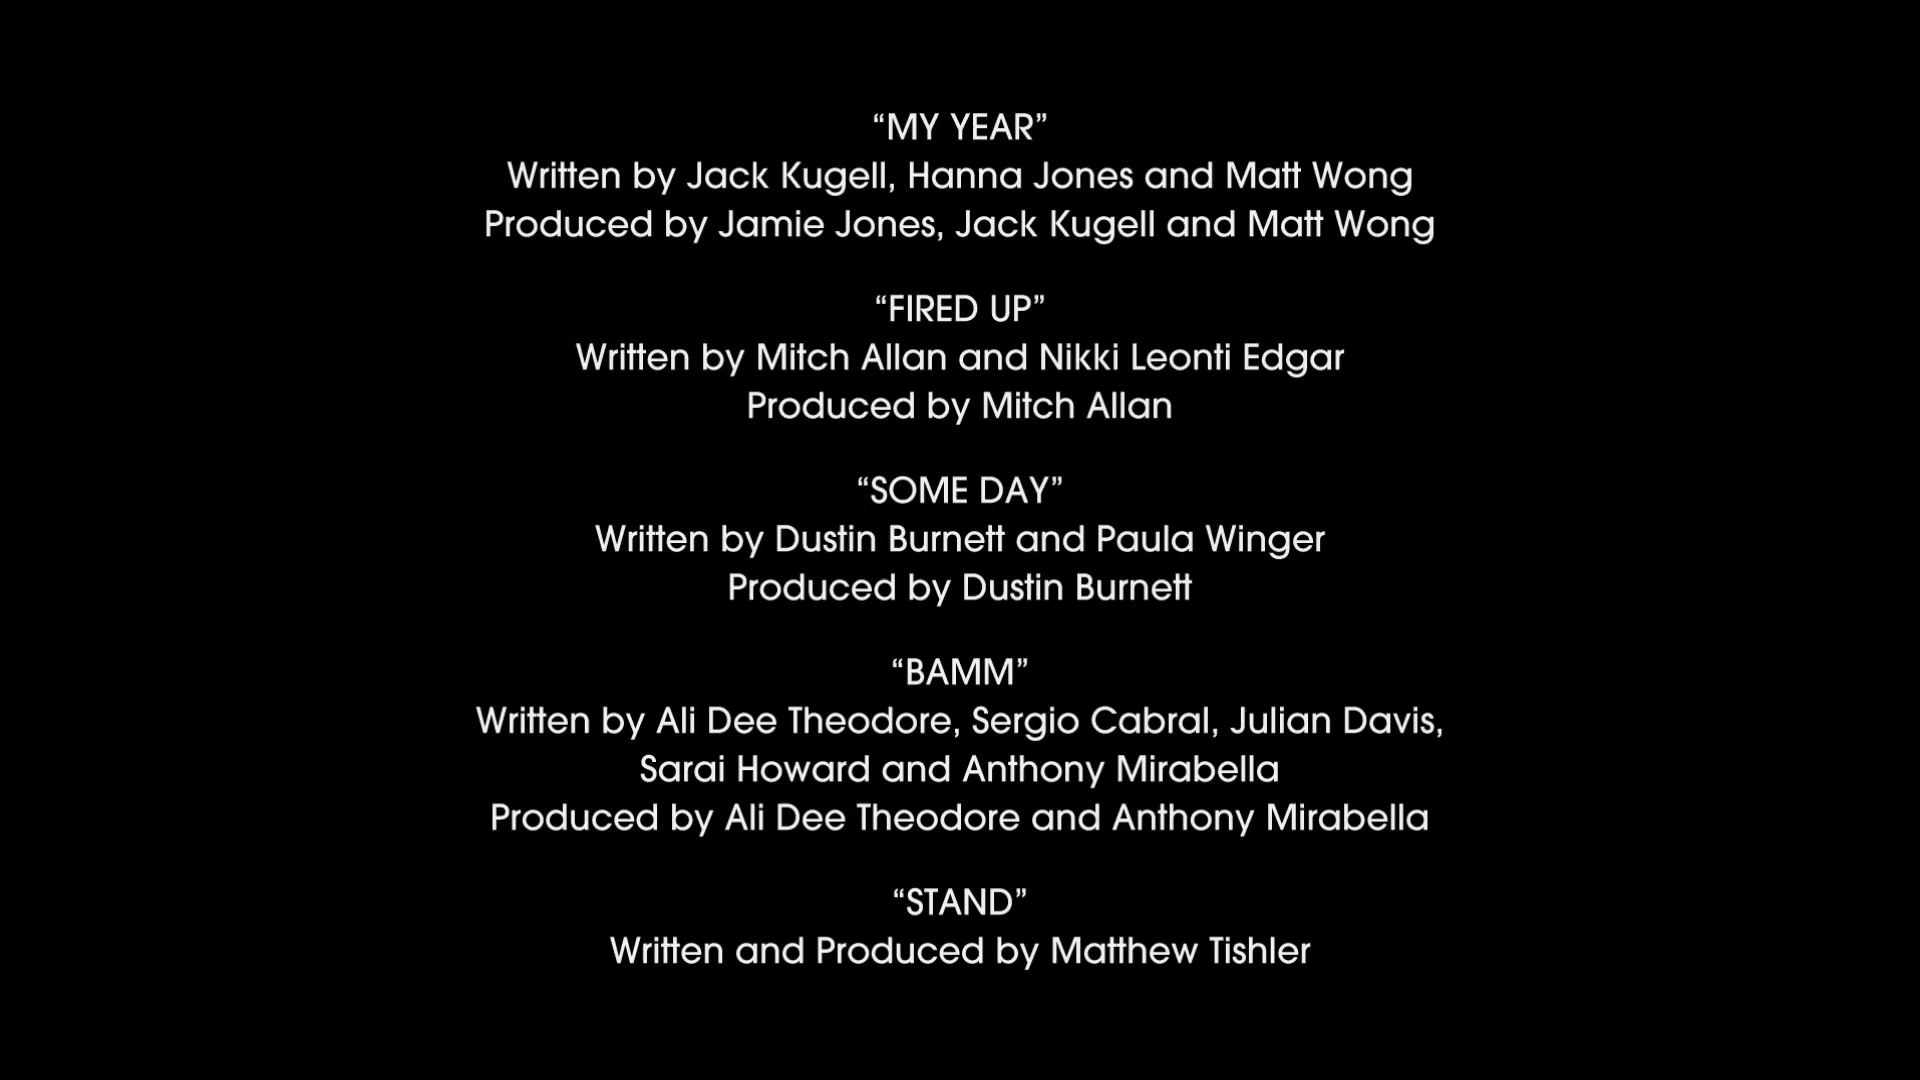 “MY YEAR”
Written by Jack Kugell, Hanna Jones and Matt Wong
Produced by Jamie Jones, Jack Kugell and Matt Wong
“FIRED UP”
Written by Mitch Allan and Nikki Leonti Edgar
Produced by Mitch Allan
“SOME DAY”
Written by Dustin Burnett and Paula Winger
Produced by Dustin Burnett
“BAMM”
Written by Ali Dee Theodore, Sergio Cabral, Julian Davis,
Sarai Howard and Anthony Mirabella
Produced by Ali Dee Theodore and Anthony Mirabella
“STAND”
Written and Produced by Matthew Tishler